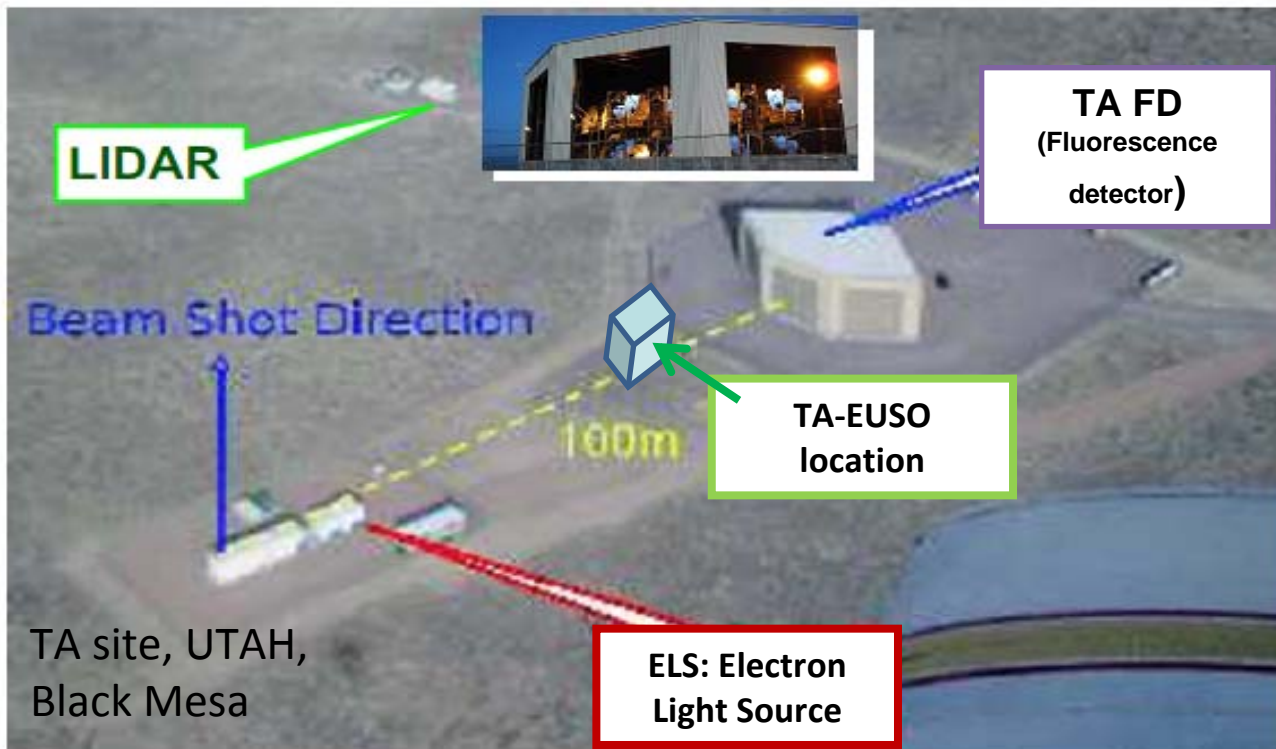 TA FD
(Fluorescence
detector)
LIDAR
Beam Shot Direction
100m
TA-EUSO
location
TA site, UTAH,
Black Mesa
ELS: Electron
Light Source